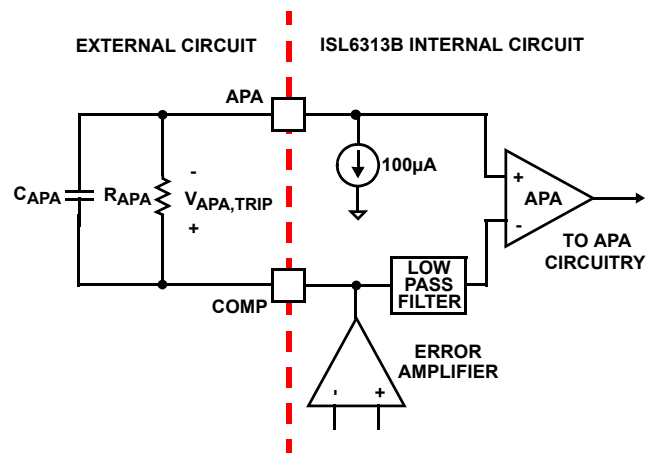 EXTERNAL CIRCUIT
ISL6313B INTERNAL CIRCUIT
APA
100µA
CAPA
RAPA
-
VAPA,TRIP
+
+
APA
-
TO APA
CIRCUITRY
LOW
PASS
FILTER
COMP
ERROR
AMPLIFIER
- +